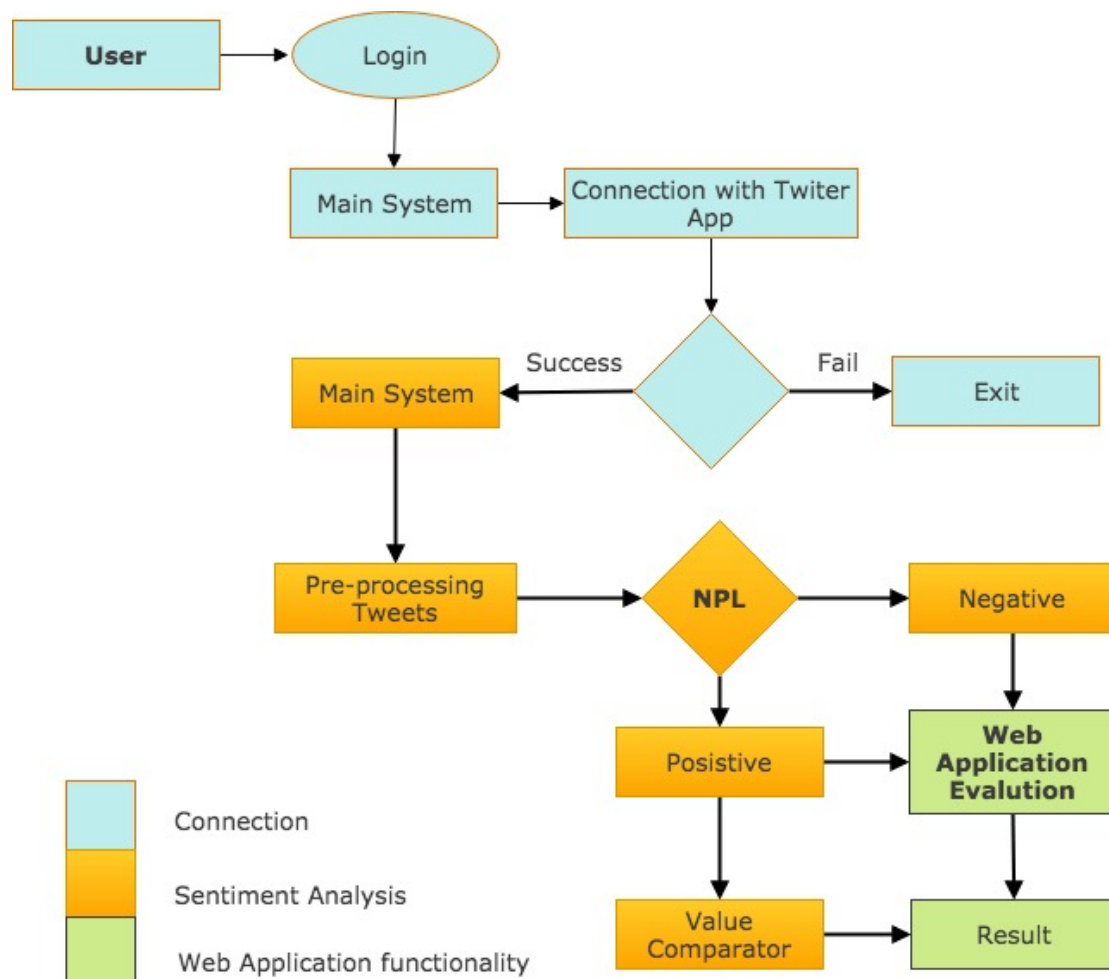 User
Login
Main System
Connection with Twiter
App
Success
Fail
Main System
Exit
Pre-processing
Tweets
NPL
Negative
Posistive
Web
Application
Evalution
Connection
Sentiment Analysis
Value
Comparator
Result
Web Application functionality